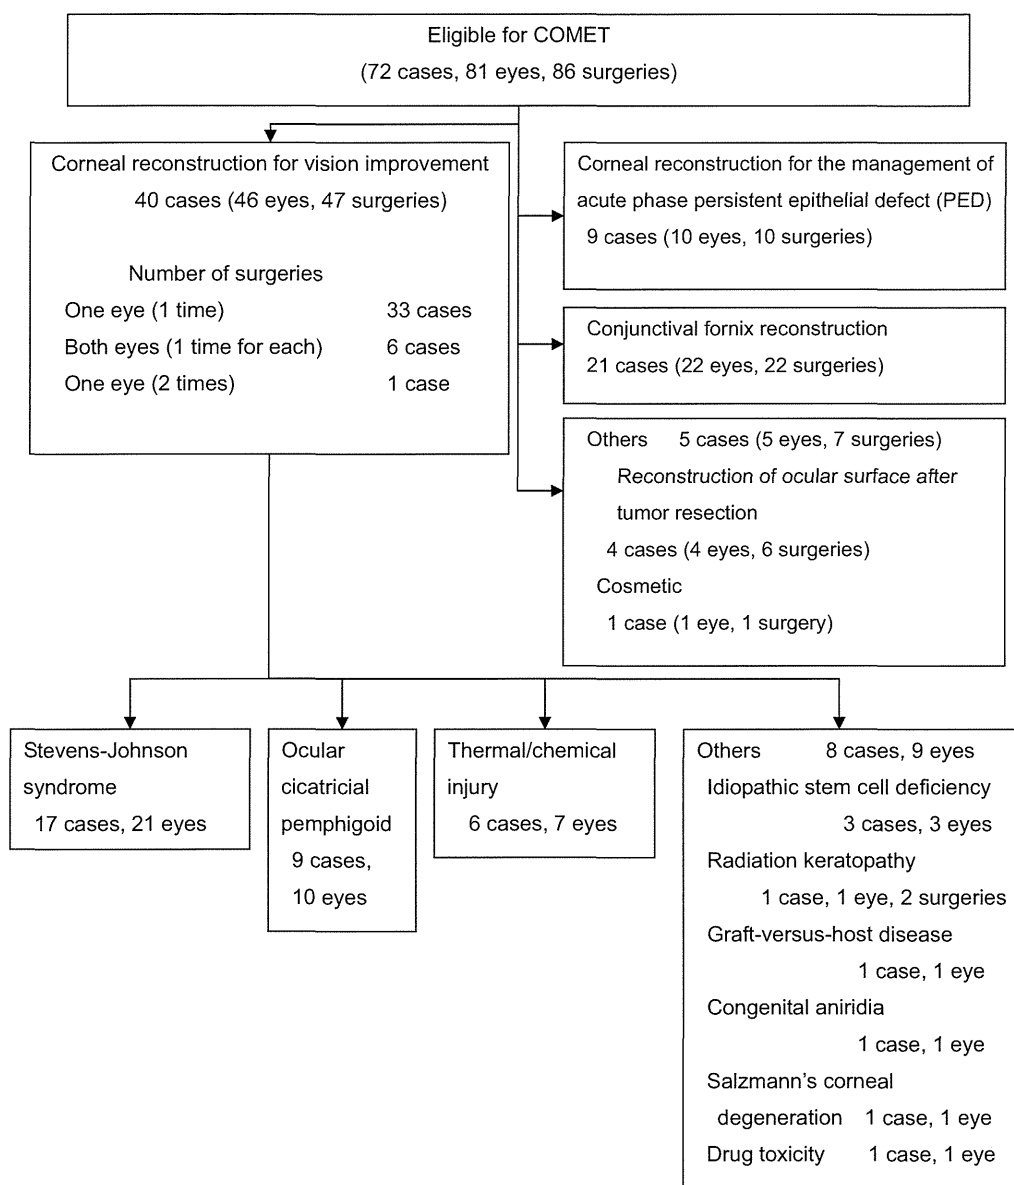 Eligible for COMET
(72 cases, 81 eyes, 86 surgeries)
Corneal reconstruction for vision improvement
40 cases (46 eyes, 47 surgeries)
Number of surgeries
One eye (1 time) 33 cases
Both eyes (1 time for each) 6 cases
One eye (2 times) 1 case
Corneal reconstruction for the management of
acute phase persistent epithelial defect (PED)
9 cases (10 eyes, 10 surgeries)
Conjunctival fornix reconstruction
21 cases (22 eyes, 22 surgeries)
Others 5 cases (5 eyes, 7 surgeries)
Reconstruction of ocular surface after
tumor resection
4 cases (4 eyes, 6 surgeries)
Cosmetic
1 case (1 eye, 1 surgery)
Stevens-Johnson
syndrome
17 cases, 21 eyes
Ocular
cicatricial
pemphigoid
9 cases,
10 eyes
Thermal/chemical
injury
6 cases, 7 eyes
Others 8 cases, 9 eyes
Idiopathic stem cell deficiency
3 cases, 3 eyes
Radiation keratopathy
1 case, 1 eye, 2 surgeries
Graft-versus-host disease
1 case, 1 eye
Congenital aniridia
1 case, 1 eye
Salzmann's corneal
degeneration 1 case, 1 eye
Drug toxicity 1 case, 1 eye